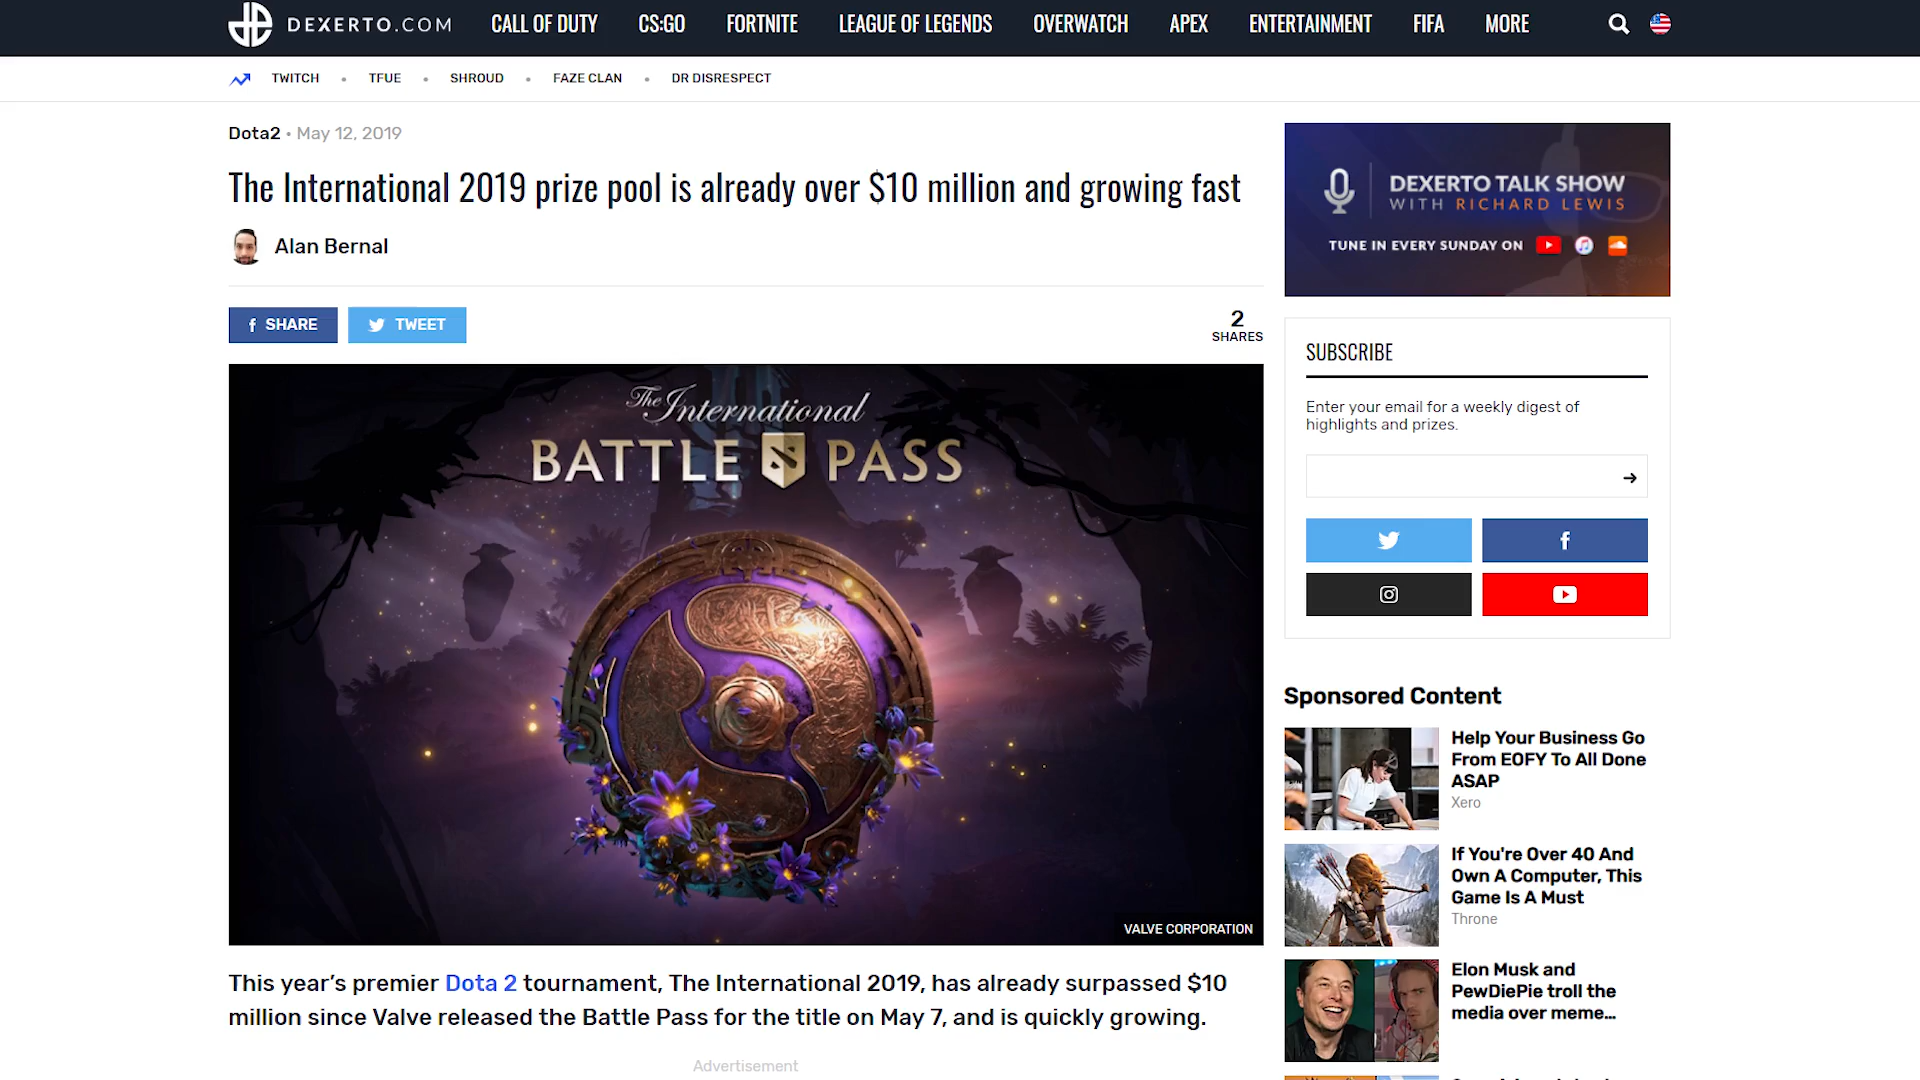 DEXERTO.COM
CALL OF DUTY CS:GO FORTNITE LEAGUE OF LEGENDS OVERWATCH APEX ENTERTAINMENT FIFA MORE
TWITCH • TFUE • SHROUD • FAZE CLAN • DR DISRESPECT
Dota2 • May 12, 2019
The International 2019 prize pool is already over $10 million and growing fast
Alan Bernal
f SHARE
TWEET
2
SHARES
The International
BATTLE PASS
VALVE CORPORATION
This year’s premier Dota 2 tournament, The International 2019, has already surpassed $10
million since Valve released the Battle Pass for the title on May 7, and is quickly growing.
Advertisement
DEXERTO TALK SHOW
WITH RICHARD LEWIS
TUNE IN EVERY SUNDAY ON
SUBSCRIBE
Enter your email for a weekly digest of
highlights and prizes.
Sponsored Content
Help Your Business Go
From EOFY To All Done
ASAP
Xero
If You're Over 40 And
Own A Computer, This
Game Is A Must
Throne
Elon Musk and
PewDiePie troll the
media over meme...